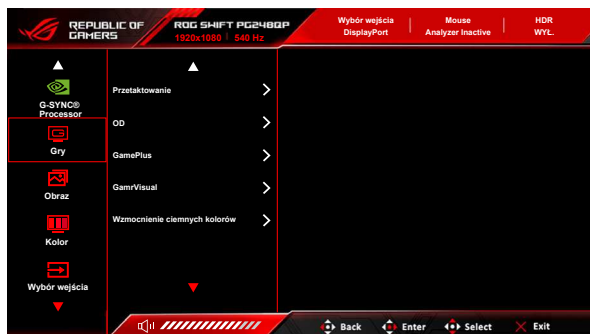 REPUBLIC OF
GAMERS
ROG SHIFT PG248QP
1920x1080 | 540 Hz
Wybór wejścia
DisplayPort
Mouse
Analyzer Inactive
HDR
WYŁ.
G-SYNC®
Processor
Gry
Obraz
Kolor
Wybór wejścia
Przetaktowanie
OD
GamePlus
GamrVisual
Wzmocnienie ciemnych kolorów
Back
Enter
Select
Exit